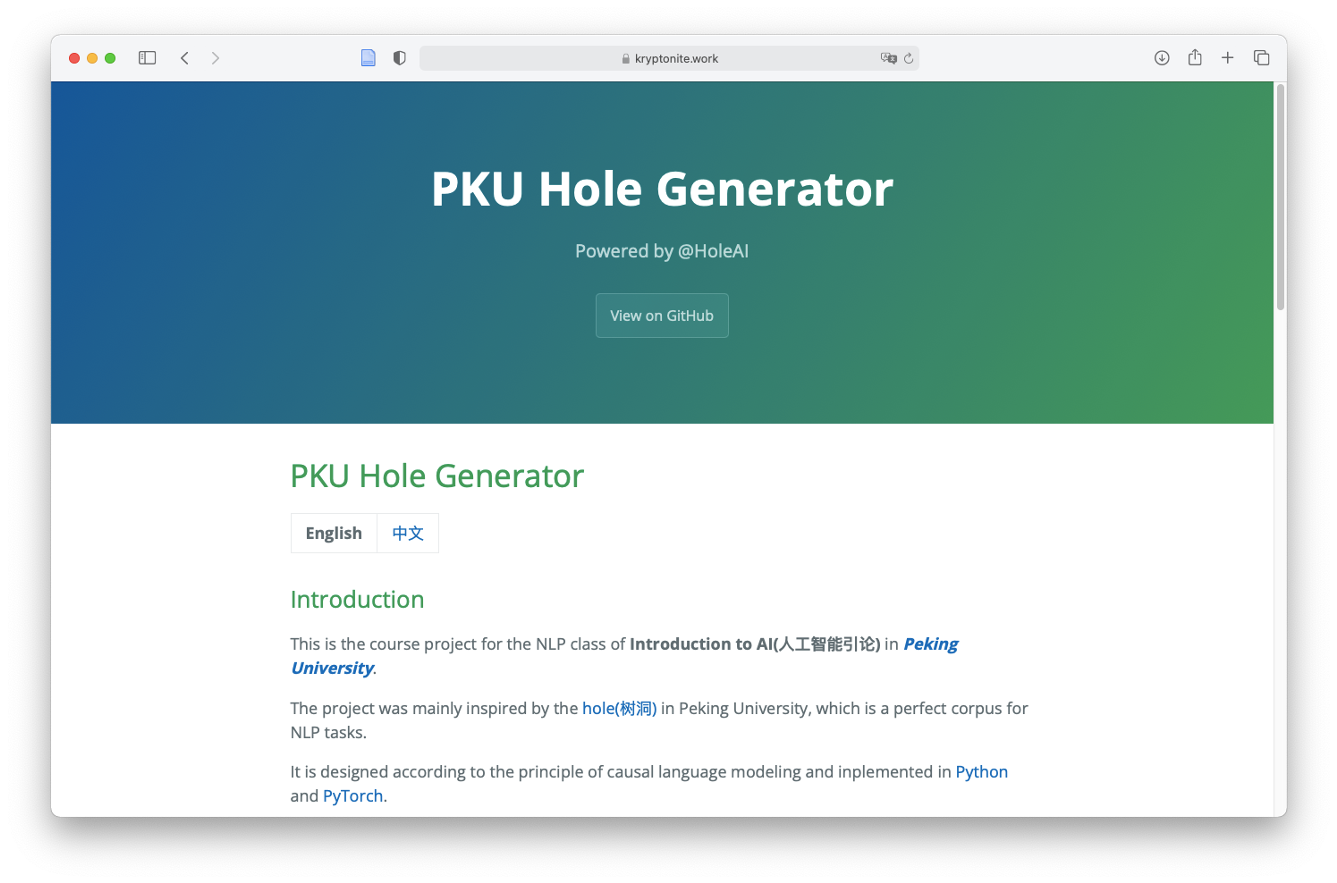 kryptonite.work
PKU Hole Generator
Powered by @HoleAI
View on GitHub
PKU Hole Generator
English
中文
Introduction
This is the course project for the NLP class of Introduction to AI(人工智能引论) in Peking
University.
The project was mainly inspired by the hole(树洞) in Peking University, which is a perfect corpus for
NLP tasks.
It is designed according to the principle of causal language modeling and inplemented in Python
and PyTorch.